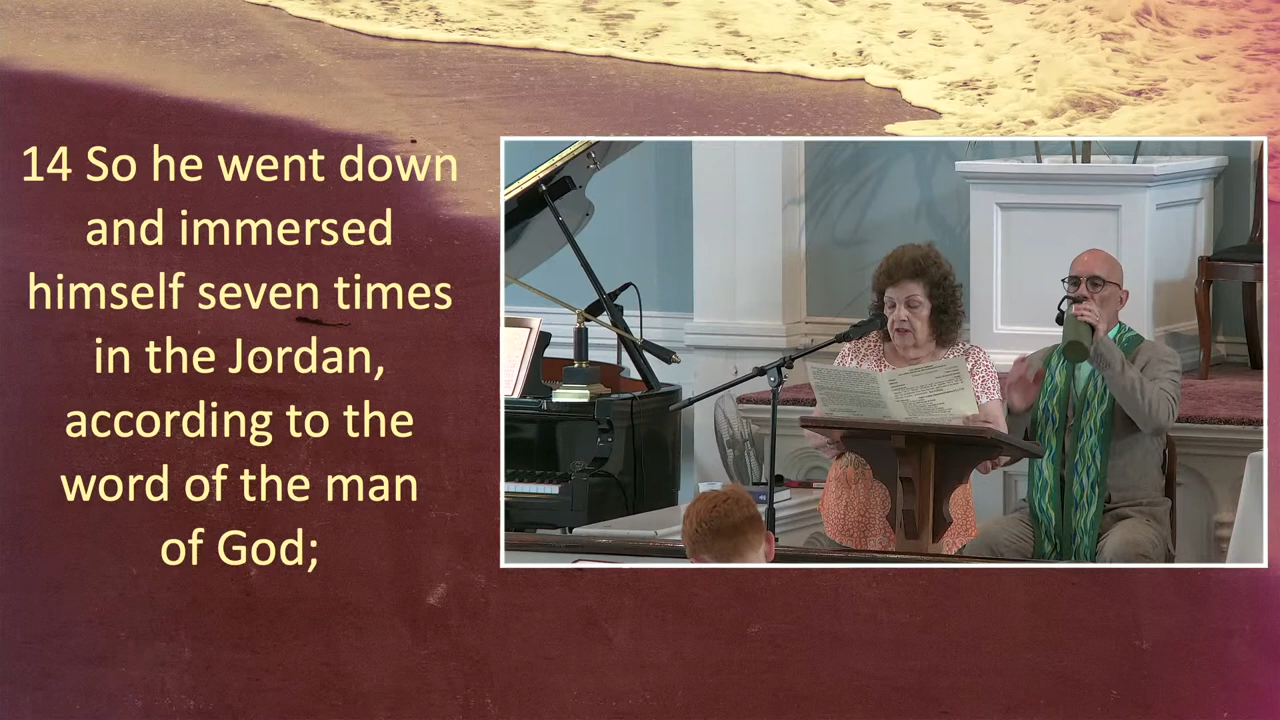 14 So he went down
and immersed
himself seven times
in the Jordan,
according to the
word of the man
of God;